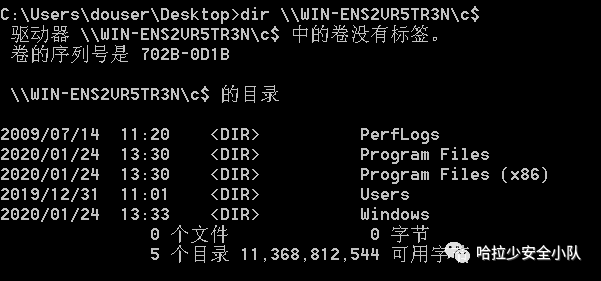 C:\Users\douser\Desktop>dir \\WIN-ENS2VR5TR3N\c$
驱动器 \\WIN-ENS2VR5TR3N\c$ 中的卷没有标签。
卷的序列号是 702B-0D1B
\\WIN-ENS2VR5TR3N\c$ 的目录
2009/07/14  11:20    <DIR>          PerfLogs
2020/01/24  13:30    <DIR>          Program Files
2020/01/24  13:30    <DIR>          Program Files (x86)
2019/12/31  11:01    <DIR>          Users
2020/01/24  13:33    <DIR>          Windows
0 个文件              0 字节
5 个目录 11,368,812,544 可用字节
哈拉少安全小队